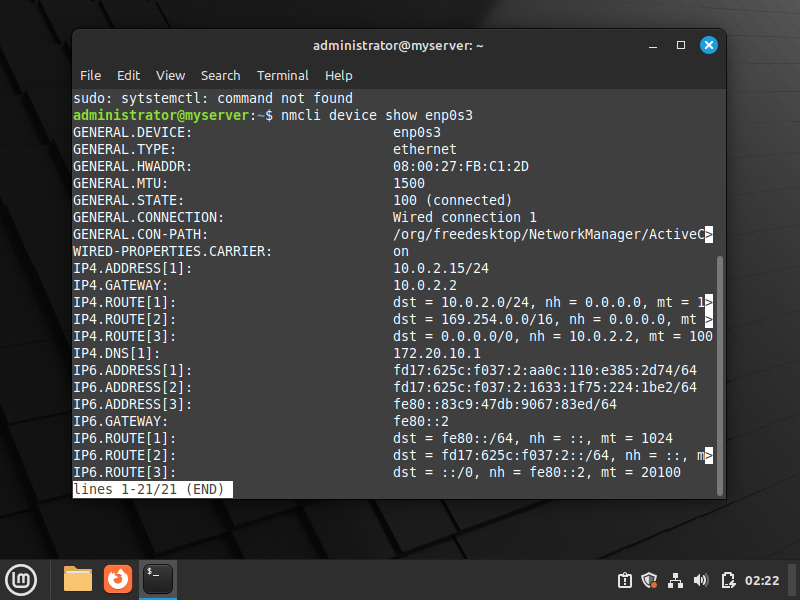 administrator@myserver: ~
File Edit View Search Terminal Help
sudo: sytstemctl: command not found
administrator@myserver:~$ nmcli device show enp0s3
GENERAL.DEVICE: enp0s3
GENERAL.TYPE: ethernet
GENERAL.HWADDR: 08:00:27:FB:C1:2D
GENERAL.MTU: 1500
GENERAL.STATE: 100 (connected)
GENERAL.CONNECTION: Wired connection 1
GENERAL.CON-PATH: /org/freedesktop/NetworkManager/ActiveC>
WIRED-PROPERTIES.CARRIER: on
IP4.ADDRESS[1]: 10.0.2.15/24
IP4.GATEWAY: 10.0.2.2
IP4.ROUTE[1]: dst = 10.0.2.0/24, nh = 0.0.0.0, mt = 1>
IP4.ROUTE[2]: dst = 169.254.0.0/16, nh = 0.0.0.0, mt >
IP4.ROUTE[3]: dst = 0.0.0.0/0, nh = 10.0.2.2, mt = 100
IP4.DNS[1]: 172.20.10.1
IP6.ADDRESS[1]: fd17:625c:f037:2:aa0c:110:e385:2d74/64
IP6.ADDRESS[2]: fd17:625c:f037:2:1633:1f75:224:1be2/64
IP6.ADDRESS[3]: fe80::83c9:47db:9067:83ed/64
IP6.GATEWAY: fe80::2
IP6.ROUTE[1]: dst = fe80::/64, nh = ::, mt = 1024
IP6.ROUTE[2]: dst = fd17:625c:f037:2::/64, nh = ::, m>
IP6.ROUTE[3]: dst = ::/0, nh = fe80::2, mt = 20100
lines 1-21/21 (END)
02:22